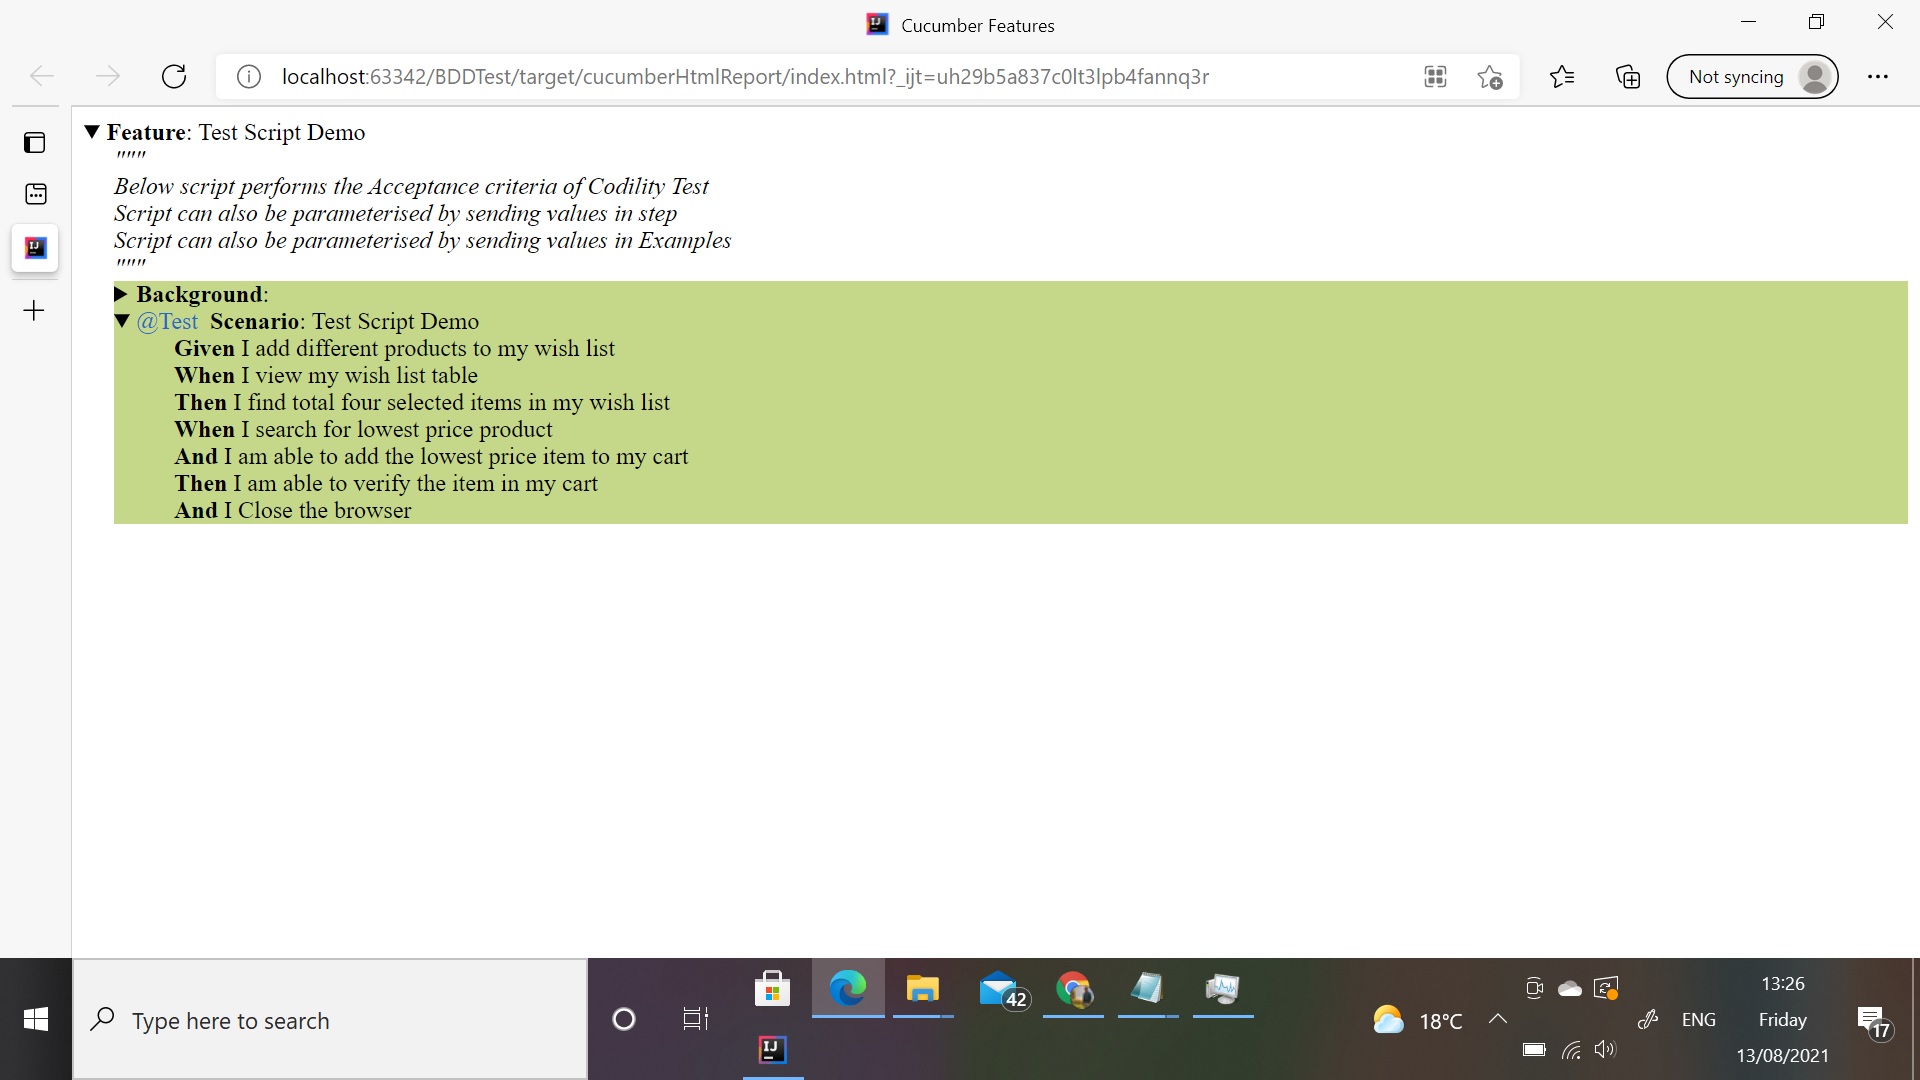 Cucumber Features
localhost:63342/BDDTest/target/cucumberHtmlReport/index.html?_ijt=uh29b5a837c0lt3lpb4fannq3r
Not syncing
▼ Feature: Test Script Demo
"""
Below script performs the Acceptance criteria of Codility Test
Script can also be parameterised by sending values in step
Script can also be parameterised by sending values in Examples
"""
▶ Background:
▼ @Test Scenario: Test Script Demo
Given I add different products to my wish list
When I view my wish list table
Then I find total four selected items in my wish list
When I search for lowest price product
And I am able to add the lowest price item to my cart
Then I am able to verify the item in my cart
And I Close the browser
Type here to search
42
IJ
18°C
ENG
13:26
Friday
13/08/2021
17